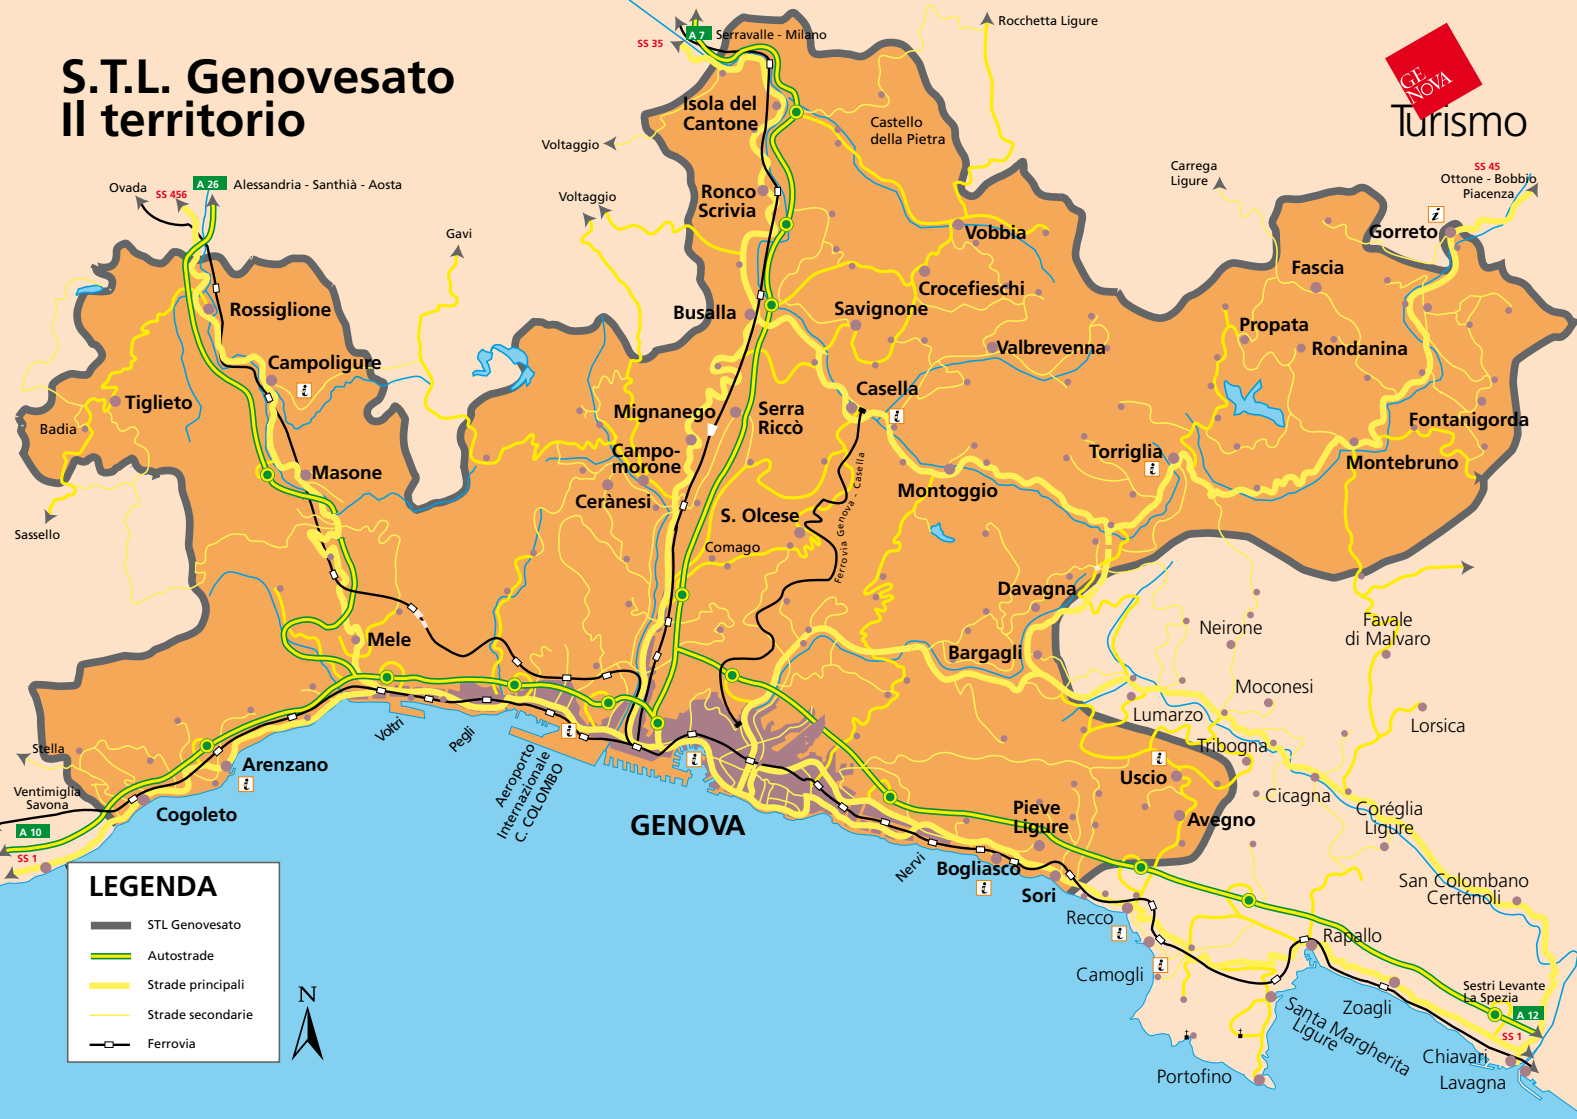 S.T.L. Genovesato
Il territorio
GE
NOVA
Turismo
A 7
Serravalle - Milano
SS 35
Rocchetta Ligure
Isola del
Cantone
Castello
della Pietra
Voltaggio
Voltaggio
Ovada
SS 456
A 26
Alessandria - Santhià - Aosta
Gavi
Ronco
Scrivia
Vobbia
Carrega
Ligure
SS 45
Ottone - Bobbio
Piacenza
i
Gorreto
Fascia
Crocefieschi
Rossiglione
Busalla
Savignone
Propata
Rondanina
Valbrevenna
Campoligure
i
Tiglieto
Badia
Casella
i
Mignanego
Serra
Riccò
Fontanigorda
Campo-
morone
Torriglia
i
Montebruno
Masone
Cerànesi
Montoggio
Sassello
S. Olcese
Comago
Ferrovia Genova - Casella
Davagna
Mele
Bargagli
Neirone
Favale
di Malvaro
Moconesi
Lumarzo
Lorsica
Tribogna
Voltri
Pegli
i
Aeroporto
Internazionale
C. COLOMBO
i
GENOVA
Stella
Arenzano
i
Ventimiglia
Savona
Cogoleto
A 10
SS 1
i
Uscio
Cicagna
Avegno
Coréglia
Ligure
Pieve
Ligure
Nervi
Bogliasco
i
Sori
San Colombano
Certénoli
Recco
i
Rapallo
Camogli
i
Zoagli
Sestri Levante
La Spezia
A 12
SS 1
Santa Margherita
Ligure
Chiavari
Lavagna
Portofino
LEGENDA
STL Genovesato
Autostrade
Strade principali
Strade secondarie
Ferrovia
N